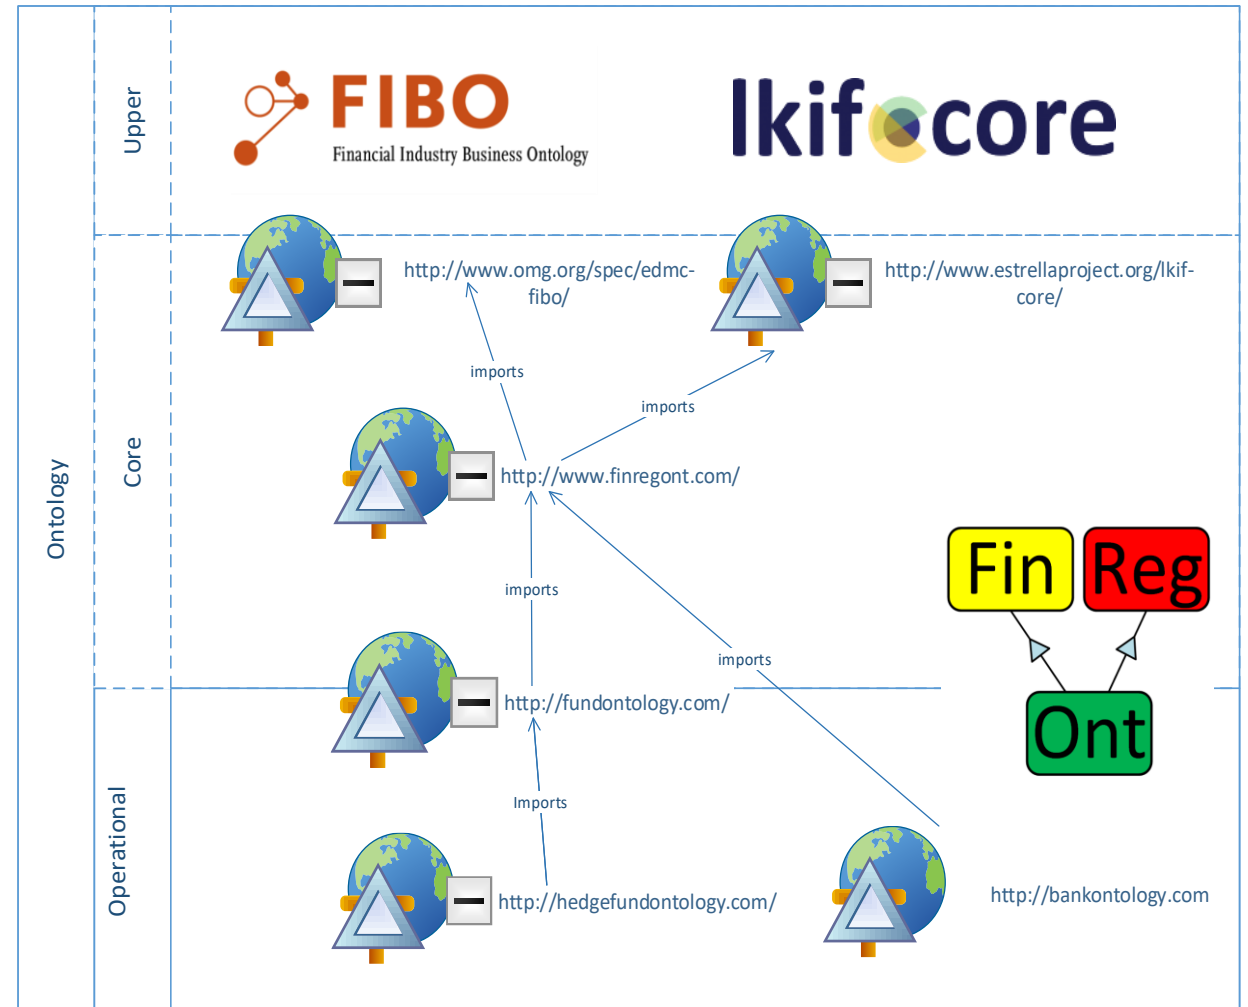 Ontology
Upper
FIBO
Financial Industry Business Ontology
lkif core
Core
http://www.omg.org/spec/edmc-
fibo/
http://www.estrellaproject.org/lkif-
core/
imports
imports
http://www.finregont.com/
imports
imports
Fin
Reg
Ont
http://fundontology.com/
Operational
Imports
http://hedgefundontology.com/
http://bankontology.com